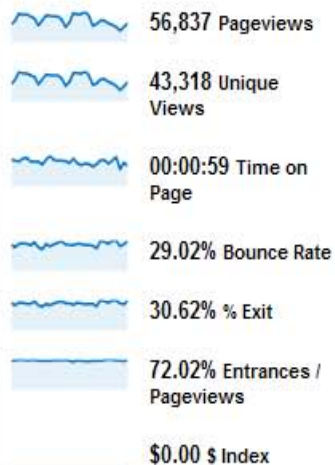 56,837 Pageviews
43,318 Unique
Views
00:00:59 Time on
Page
29.02% Bounce Rate
30.62% % Exit
72.02% Entrances /
Pageviews
$0.00 $ Index